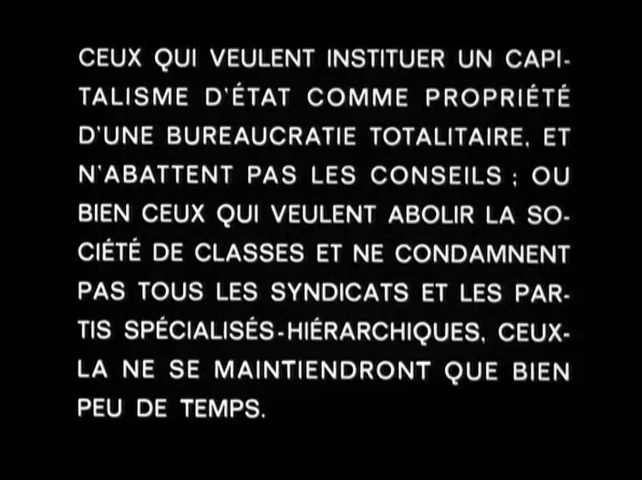 CEUX QUI VEULENT INSTITUER UN CAPI-
TALISME D'ÉTAT COMME PROPRIÉTÉ
D'UNE BUREAUCRATIE TOTALITAIRE, ET
N'ABATTENT PAS LES CONSEILS ; OU
BIEN CEUX QUI VEULENT ABOLIR LA SO-
CIÉTÉ DE CLASSES ET NE CONDAMNENT
PAS TOUS LES SYNDICATS ET LES PAR-
TIS SPÉCIALISÉS-HIÉRARCHIQUES, CEUX-
LA NE SE MAINTIENDRONT QUE BIEN
PEU DE TEMPS.